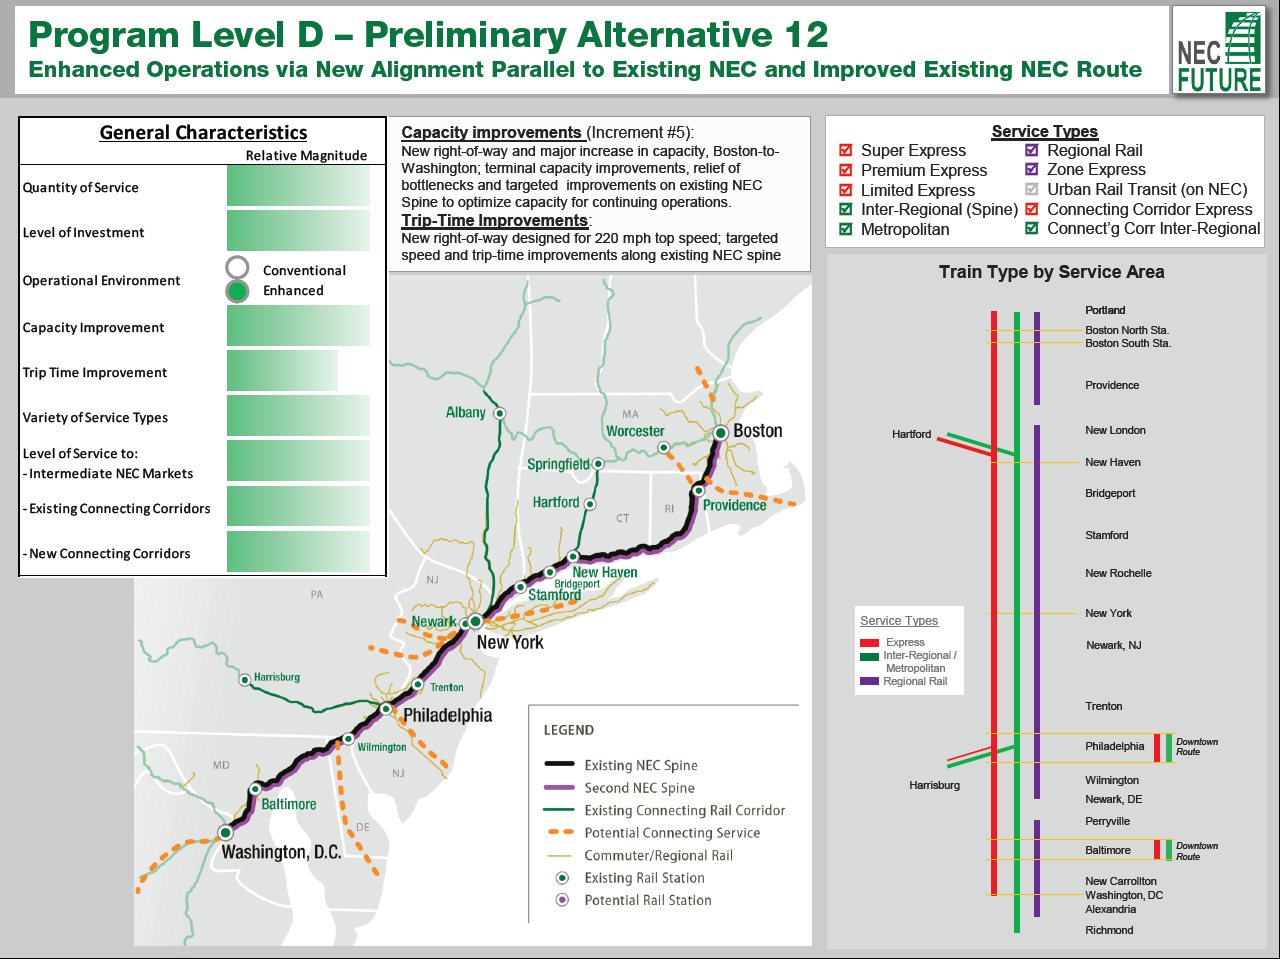 Program Level D – Preliminary Alternative 12
Enhanced Operations via New Alignment Parallel to Existing NEC and Improved Existing NEC Route
NEC
FUTURE
General Characteristics
Relative Magnitude
Quantity of Service
Level of Investment
Operational Environment
Conventional
Enhanced
Capacity Improvement
Trip Time Improvement
Variety of Service Types
Level of Service to:
- Intermediate NEC Markets
- Existing Connecting Corridors
- New Connecting Corridors
Capacity improvements (Increment #5):
New right-of-way and major increase in capacity, Boston-to-
Washington; terminal capacity improvements, relief of
bottlenecks and targeted improvements on existing NEC
Spine to optimize capacity for continuing operations.
Trip-Time Improvements:
New right-of-way designed for 220 mph top speed; targeted
speed and trip-time improvements along existing NEC spine
Service Types
Super Express
Premium Express
Limited Express
Inter-Regional (Spine)
Metropolitan
Regional Rail
Zone Express
Urban Rail Transit (on NEC)
Connecting Corridor Express
Connect'g Corr Inter-Regional
Albany
MA
Worcester
Boston
Springfield
Hartford
CT
RI
Providence
New Haven
Bridgeport
Stamford
NJ
PA
Newark
New York
Harrisburg
Trenton
Philadelphia
Wilmington
MD
NJ
Baltimore
DE
Washington, D.C.
LEGEND
Existing NEC Spine
Second NEC Spine
Existing Connecting Rail Corridor
Potential Connecting Service
Commuter/Regional Rail
Existing Rail Station
Potential Rail Station
Train Type by Service Area
Portland
Boston North Sta.
Boston South Sta.
Providence
Hartford
New London
New Haven
Bridgeport
Stamford
New Rochelle
New York
Newark, NJ
Service Types
Express
Inter-Regional /
Metropolitan
Regional Rail
Trenton
Philadelphia
Downtown
Route
Harrisburg
Wilmington
Newark, DE
Perryville
Baltimore
Downtown
Route
New Carrollton
Washington, DC
Alexandria
Richmond